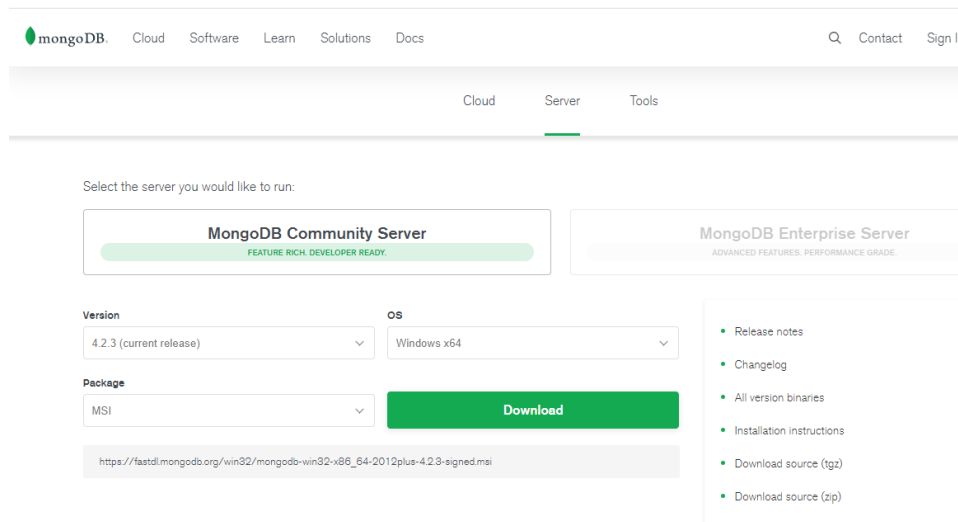 mongoDB. Cloud Software Learn Solutions Docs Contact Sign I
Cloud Server Tools
Select the server you would like to run:
MongoDB Community Server
FEATURE RICH. DEVELOPER READY.
MongoDB Enterprise Server
ADVANCED FEATURES. PERFORMANCE GRADE.
Version
4.2.3 (current release)
OS
Windows x64
Package
MSI
Download
https://fastdl.mongodb.org/win32/mongodb-win32-x86_64-2012plus-4.2.3-signed.msi
Release notes
Changelog
All version binaries
Installation instructions
Download source (tgz)
Download source (zip)